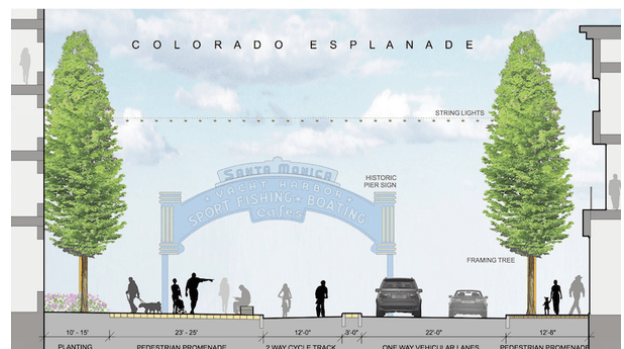 COLORADO ESPLANADE
STRING LIGHTS
HISTORIC
PIER SIGN
SANTA MONICA
YACHT HARBOR
SPORT FISHING • BOATING
Cafes
FRAMING TREE
10' - 15' 23' - 25' 12'-0" 3'-0" 22'-0" 12'-8"
PLANTING PEDESTRIAN PROMENADE 2 WAY CYCLE TRACK ONE WAY VEHICULAR LANES PEDESTRIAN PROMENADE